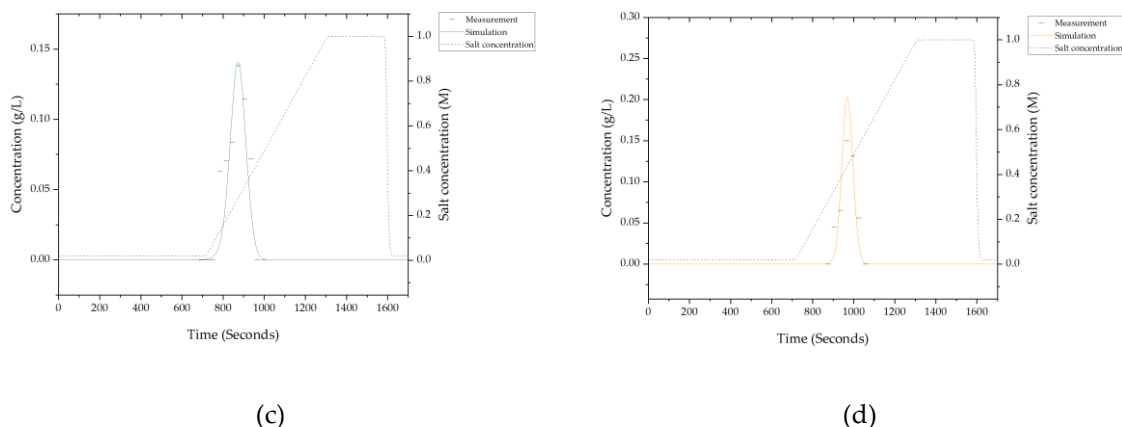 Measurement
Simulation
Salt concentration
0.15
0.10
0.05
0.00
Concentration (g/L)
1.0
0.8
0.6
0.4
0.2
0.0
Salt concentration (M)
0 200 400 600 800 1000 1200 1400 1600
Time (Seconds)
(c)
Measurement
Simulation
Salt concentration
0.30
0.25
0.20
0.15
0.10
0.05
0.00
Concentration (g/L)
1.0
0.8
0.6
0.4
0.2
0.0
Salt concentration (M)
0 200 400 600 800 1000 1200 1400 1600
Time (Seconds)
(d)